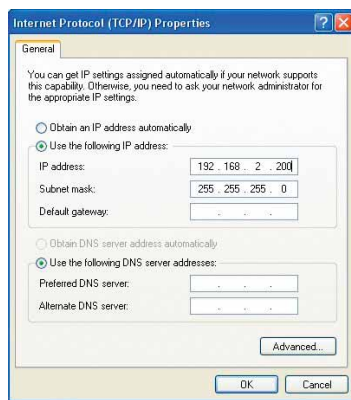 Internet Protocol (TCP/IP) Properties
General
You can get IP settings assigned automatically if your network supports
this capability. Otherwise, you need to ask your network administrator for
the appropriate IP settings.
Obtain an IP address automatically
Use the following IP address:
IP address: 192 . 168 . 2 . 200
Subnet mask: 255 . 255 . 255 . 0
Default gateway: . . .
Obtain DNS server address automatically
Use the following DNS server addresses:
Preferred DNS server: . . .
Alternate DNS server: . . .
Advanced...
OK Cancel